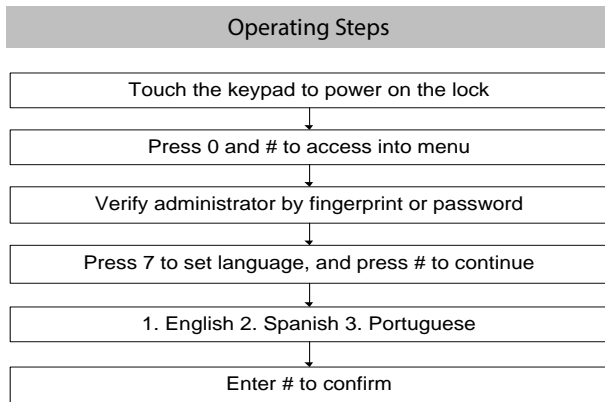 Operating Steps
Touch the keypad to power on the lock
Press 0 and # to access into menu
Verify administrator by fingerprint or password
Press 7 to set language, and press # to continue
1. English 2. Spanish 3. Portuguese
Enter # to confirm